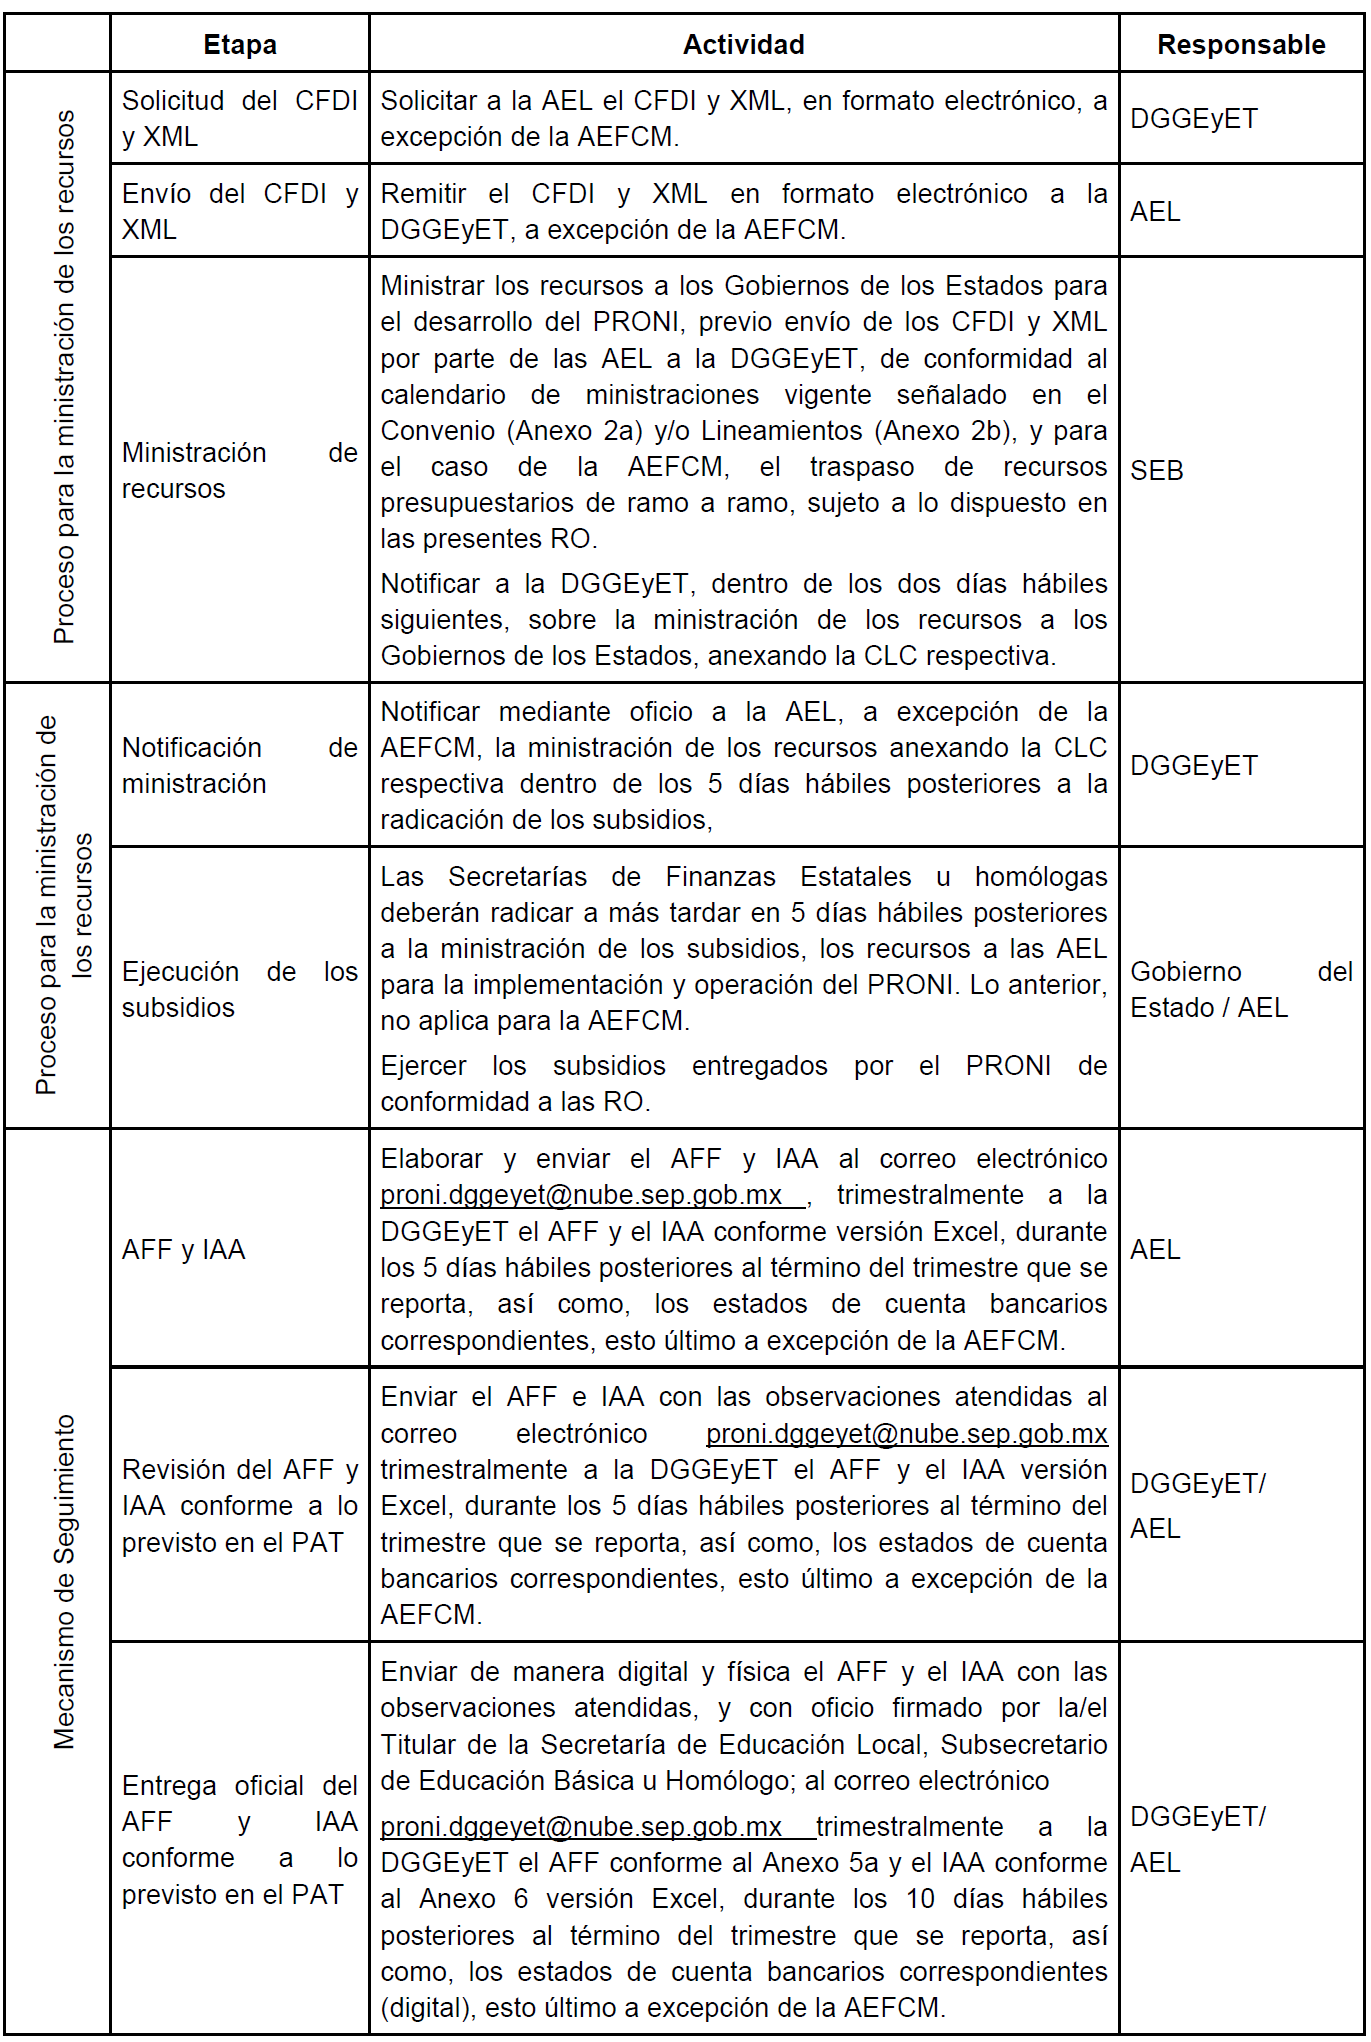 Etapa Actividad Responsable
Proceso para la ministración de los recursos
Solicitud del CFDI
y XML
Solicitar a la AEL el CFDI y XML, en formato electrónico, a
excepción de la AEFCM.
DGGEyET
Envío del CFDI y
XML
Remitir el CFDI y XML en formato electrónico a la
DGGEyET, a excepción de la AEFCM.
AEL
Ministración de
recursos
Ministrar los recursos a los Gobiernos de los Estados para
el desarrollo del PRONI, previo envío de los CFDI y XML
por parte de las AEL a la DGGEyET, de conformidad al
calendario de ministraciones vigente señalado en el
Convenio (Anexo 2a) y/o Lineamientos (Anexo 2b), y para
el caso de la AEFCM, el traspaso de recursos
presupuestarios de ramo a ramo, sujeto a lo dispuesto en
las presentes RO.
Notificar a la DGGEyET, dentro de los dos días hábiles
siguientes, sobre la ministración de los recursos a los
Gobiernos de los Estados, anexando la CLC respectiva.
SEB
Proceso para la ministración de
los recursos
Notificación de
ministración
Notificar mediante oficio a la AEL, a excepción de la
AEFCM, la ministración de los recursos anexando la CLC
respectiva dentro de los 5 días hábiles posteriores a la
radicación de los subsidios,
DGGEyET
Ejecución de los
subsidios
Las Secretarías de Finanzas Estatales u homólogas
deberán radicar a más tardar en 5 días hábiles posteriores
a la ministración de los subsidios, los recursos a las AEL
para la implementación y operación del PRONI. Lo anterior,
no aplica para la AEFCM.
Ejercer los subsidios entregados por el PRONI de
conformidad a las RO.
Gobierno del
Estado / AEL
Mecanismo de Seguimiento
AFF y IAA
Elaborar y enviar el AFF y IAA al correo electrónico
proni.dggeyet@nube.sep.gob.mx , trimestralmente a la
DGGEyET el AFF y el IAA conforme versión Excel, durante
los 5 días hábiles posteriores al término del trimestre que se
reporta, así como, los estados de cuenta bancarios
correspondientes, esto último a excepción de la AEFCM.
AEL
Revisión del AFF y
IAA conforme a lo
previsto en el PAT
Enviar el AFF e IAA con las observaciones atendidas al
correo electrónico proni.dggeyet@nube.sep.gob.mx
trimestralmente a la DGGEyET el AFF y el IAA versión
Excel, durante los 5 días hábiles posteriores al término del
trimestre que se reporta, así como, los estados de cuenta
bancarios correspondientes, esto último a excepción de la
AEFCM.
DGGEyET/
AEL
Entrega oficial del
AFF y IAA
conforme a lo
previsto en el PAT
Enviar de manera digital y física el AFF y el IAA con las
observaciones atendidas, y con oficio firmado por la/el
Titular de la Secretaría de Educación Local, Subsecretario
de Educación Básica u Homólogo; al correo electrónico
proni.dggeyet@nube.sep.gob.mx trimestralmente a la
DGGEyET el AFF conforme al Anexo 5a y el IAA conforme
al Anexo 6 versión Excel, durante los 10 días hábiles
posteriores al término del trimestre que se reporta, así
como, los estados de cuenta bancarios correspondientes
(digital), esto último a excepción de la AEFCM.
DGGEyET/
AEL